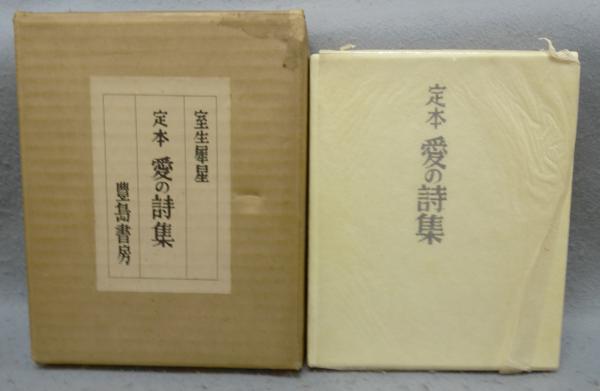 室生犀星
定本 愛の詩集
豊島書房
定本 愛の詩集